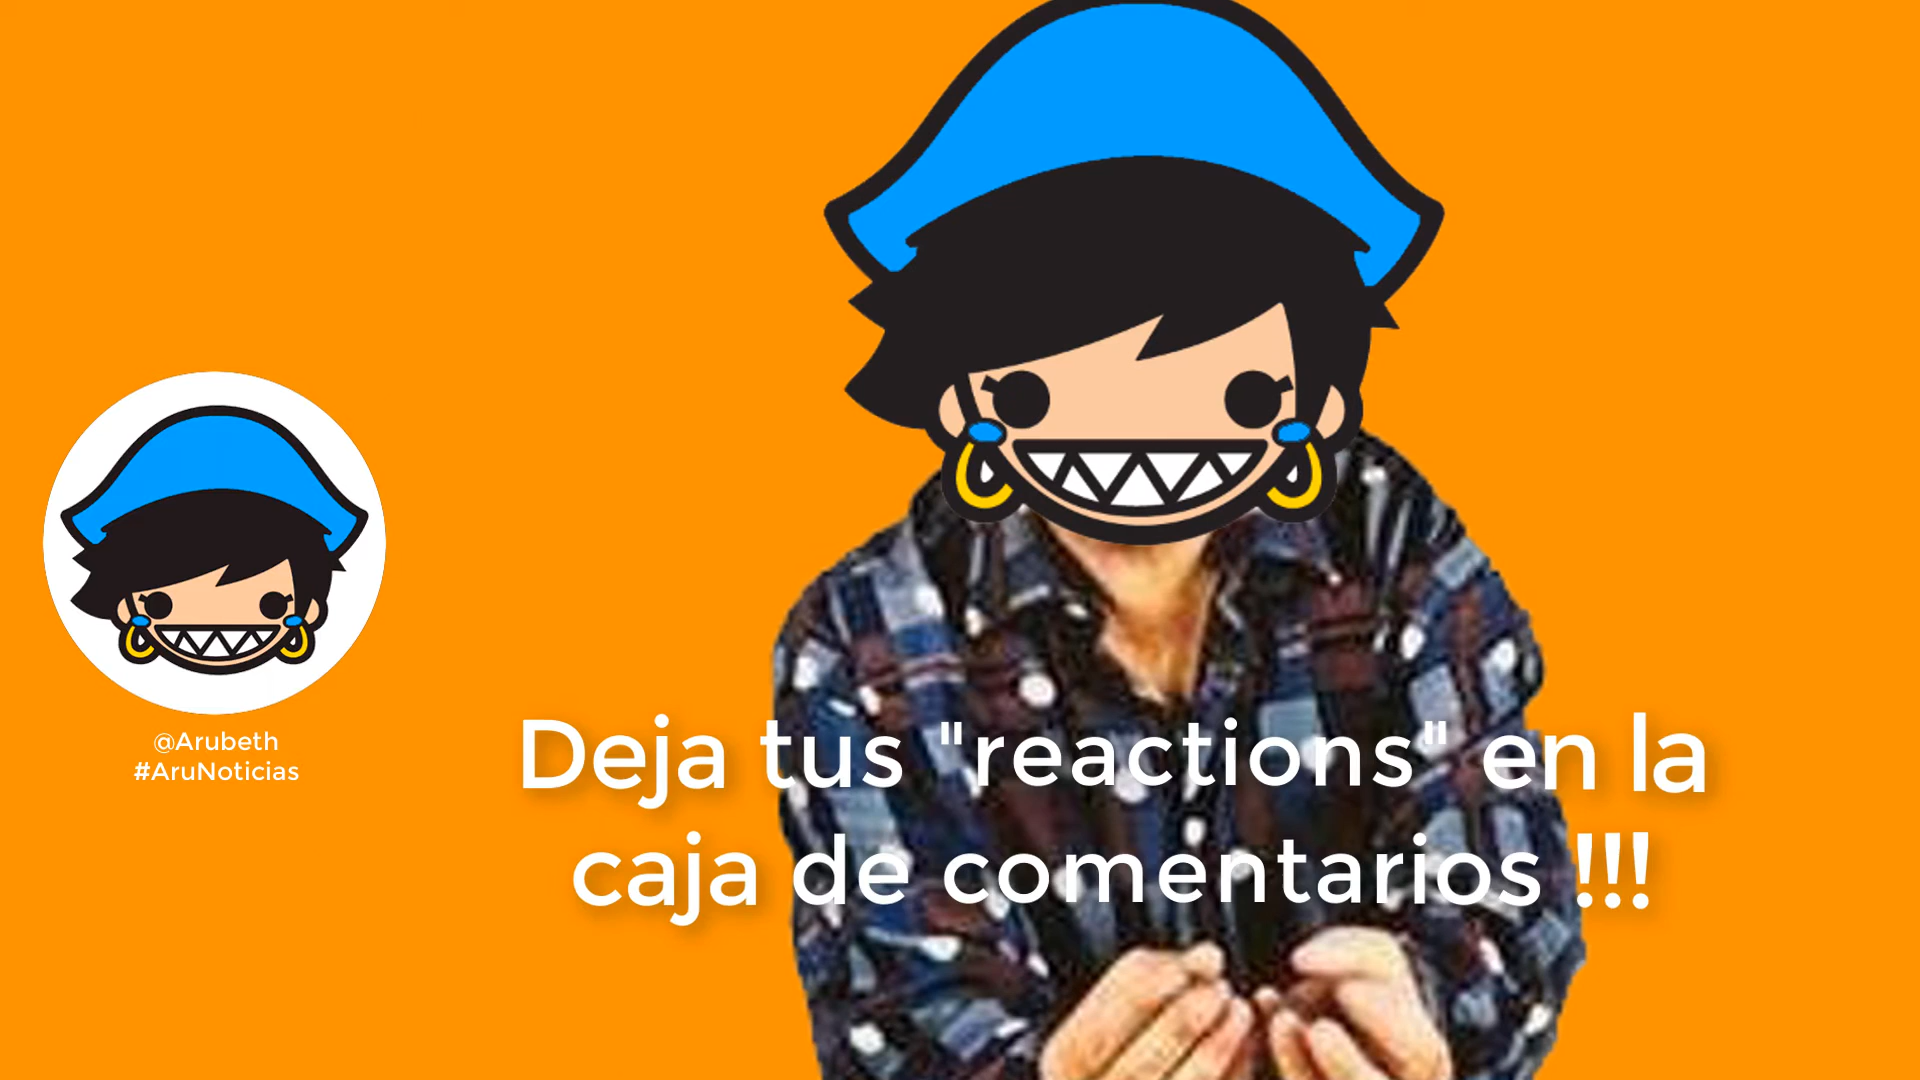 @Arubeth
#AruNoticias
Deja tus "reactions" en la
caja de comentarios !!!